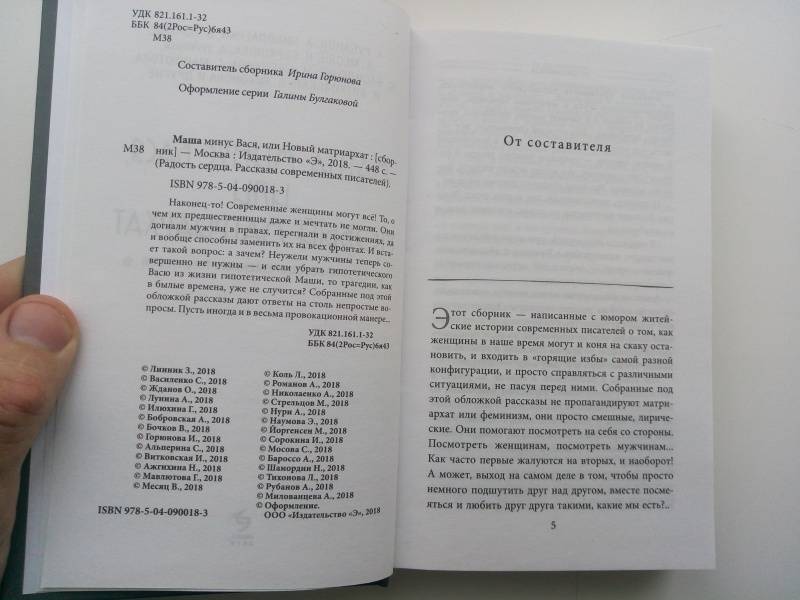 УДК 821.161.1-32
ББК 84(2Рос=Рус)6я43
М38
Составитель сборника Ирина Горюнова
Оформление серии Галины Булгаковой
Маша минус Вася, или Новый матриархат : [сбор-
М38 ник] — Москва : Издательство «Э», 2018. — 448 с. —
(Радость сердца. Рассказы современных писателей).
ISBN 978-5-04-090018-3
Наконец-то! Современные женщины могут всё! То, о
чем их предшественницы даже и мечтать не могли. Они
догнали мужчин в правах, перегнали в достижениях, да
и вообще способны заменить их на всех фронтах. И вста-
ет такой вопрос: а зачем? Неужели мужчины теперь со-
вершенно не нужны — и если убрать гипотетического
Васю из жизни гипотетической Маши, то трагедии, как
в былые времена, уже не случится? Собранные под этой
обложкой рассказы дают ответы на столь непростые во-
просы. Пусть иногда и в весьма провокационной манере...
УДК 821.161.1-32
ББК 84(2Рос=Рус)6я43
© Линник З., 2018
© Василенко С., 2018
© Жданов О., 2018
© Лунина А., 2018
© Илюхина Г., 2018
© Бобровская А., 2018
© Бочков В., 2018
© Горюнова И., 2018
© Альперина С., 2018
© Витковская И., 2018
© Ажгихина Н., 2018
© Мавлютова Г., 2018
© Месяц В., 2018
© Коль Л., 2018
© Романов А., 2018
© Николаенко А., 2018
© Стрельцов М., 2018
© Нури А., 2018
© Наумова Э., 2018
© Йоргенсен М., 2018
© Сорокина И., 2018
© Мосова С., 2018
© Бароссо А., 2018
© Шамордин Н., 2018
© Тихонова Л., 2018
© Рубанов А., 2018
© Милованцева А., 2018
© Оформление.
ООО «Издательство «Э», 2018
ISBN 978-5-04-090018-3
От составителя
Этот сборник — написанные с юмором житей-
ские истории современных писателей о том, как
женщины в наше время могут и коня на скаку оста-
новить, и входить в «горящие избы» самой разной
конфигурации, и просто справляться с различными
ситуациями, не пасуя перед ними. Собранные под
этой обложкой рассказы не пропагандируют матри-
архат или феминизм, они просто смешные, лириче-
ские. Они помогают посмотреть на себя со стороны.
Посмотреть женщинам, посмотреть мужчинам...
Как часто первые жалуются на вторых, и наоборот!
А может, выход на самом деле в том, чтобы просто
немного подшутить друг над другом, вместе посме-
яться и любить друг друга такими, какие мы есть?..
5